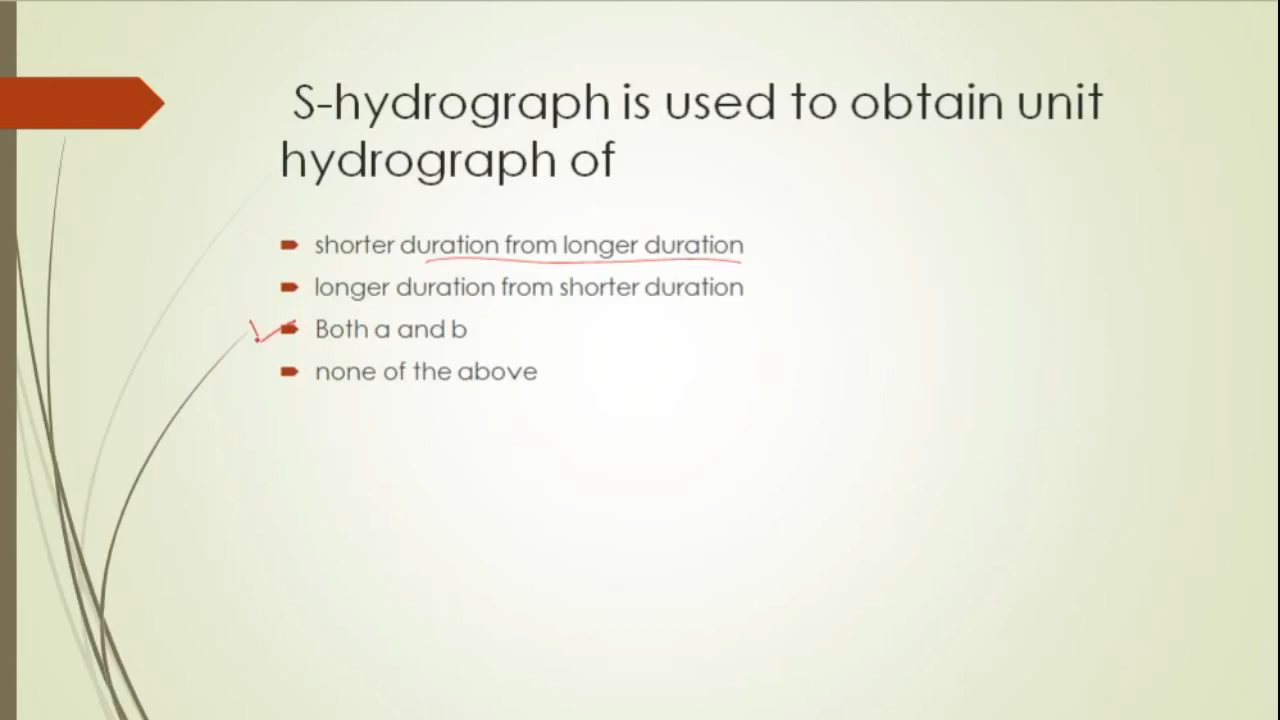 S-hydrograph is used to obtain unit
hydrograph of
shorter duration from longer duration
longer duration from shorter duration
Both a and b
none of the above